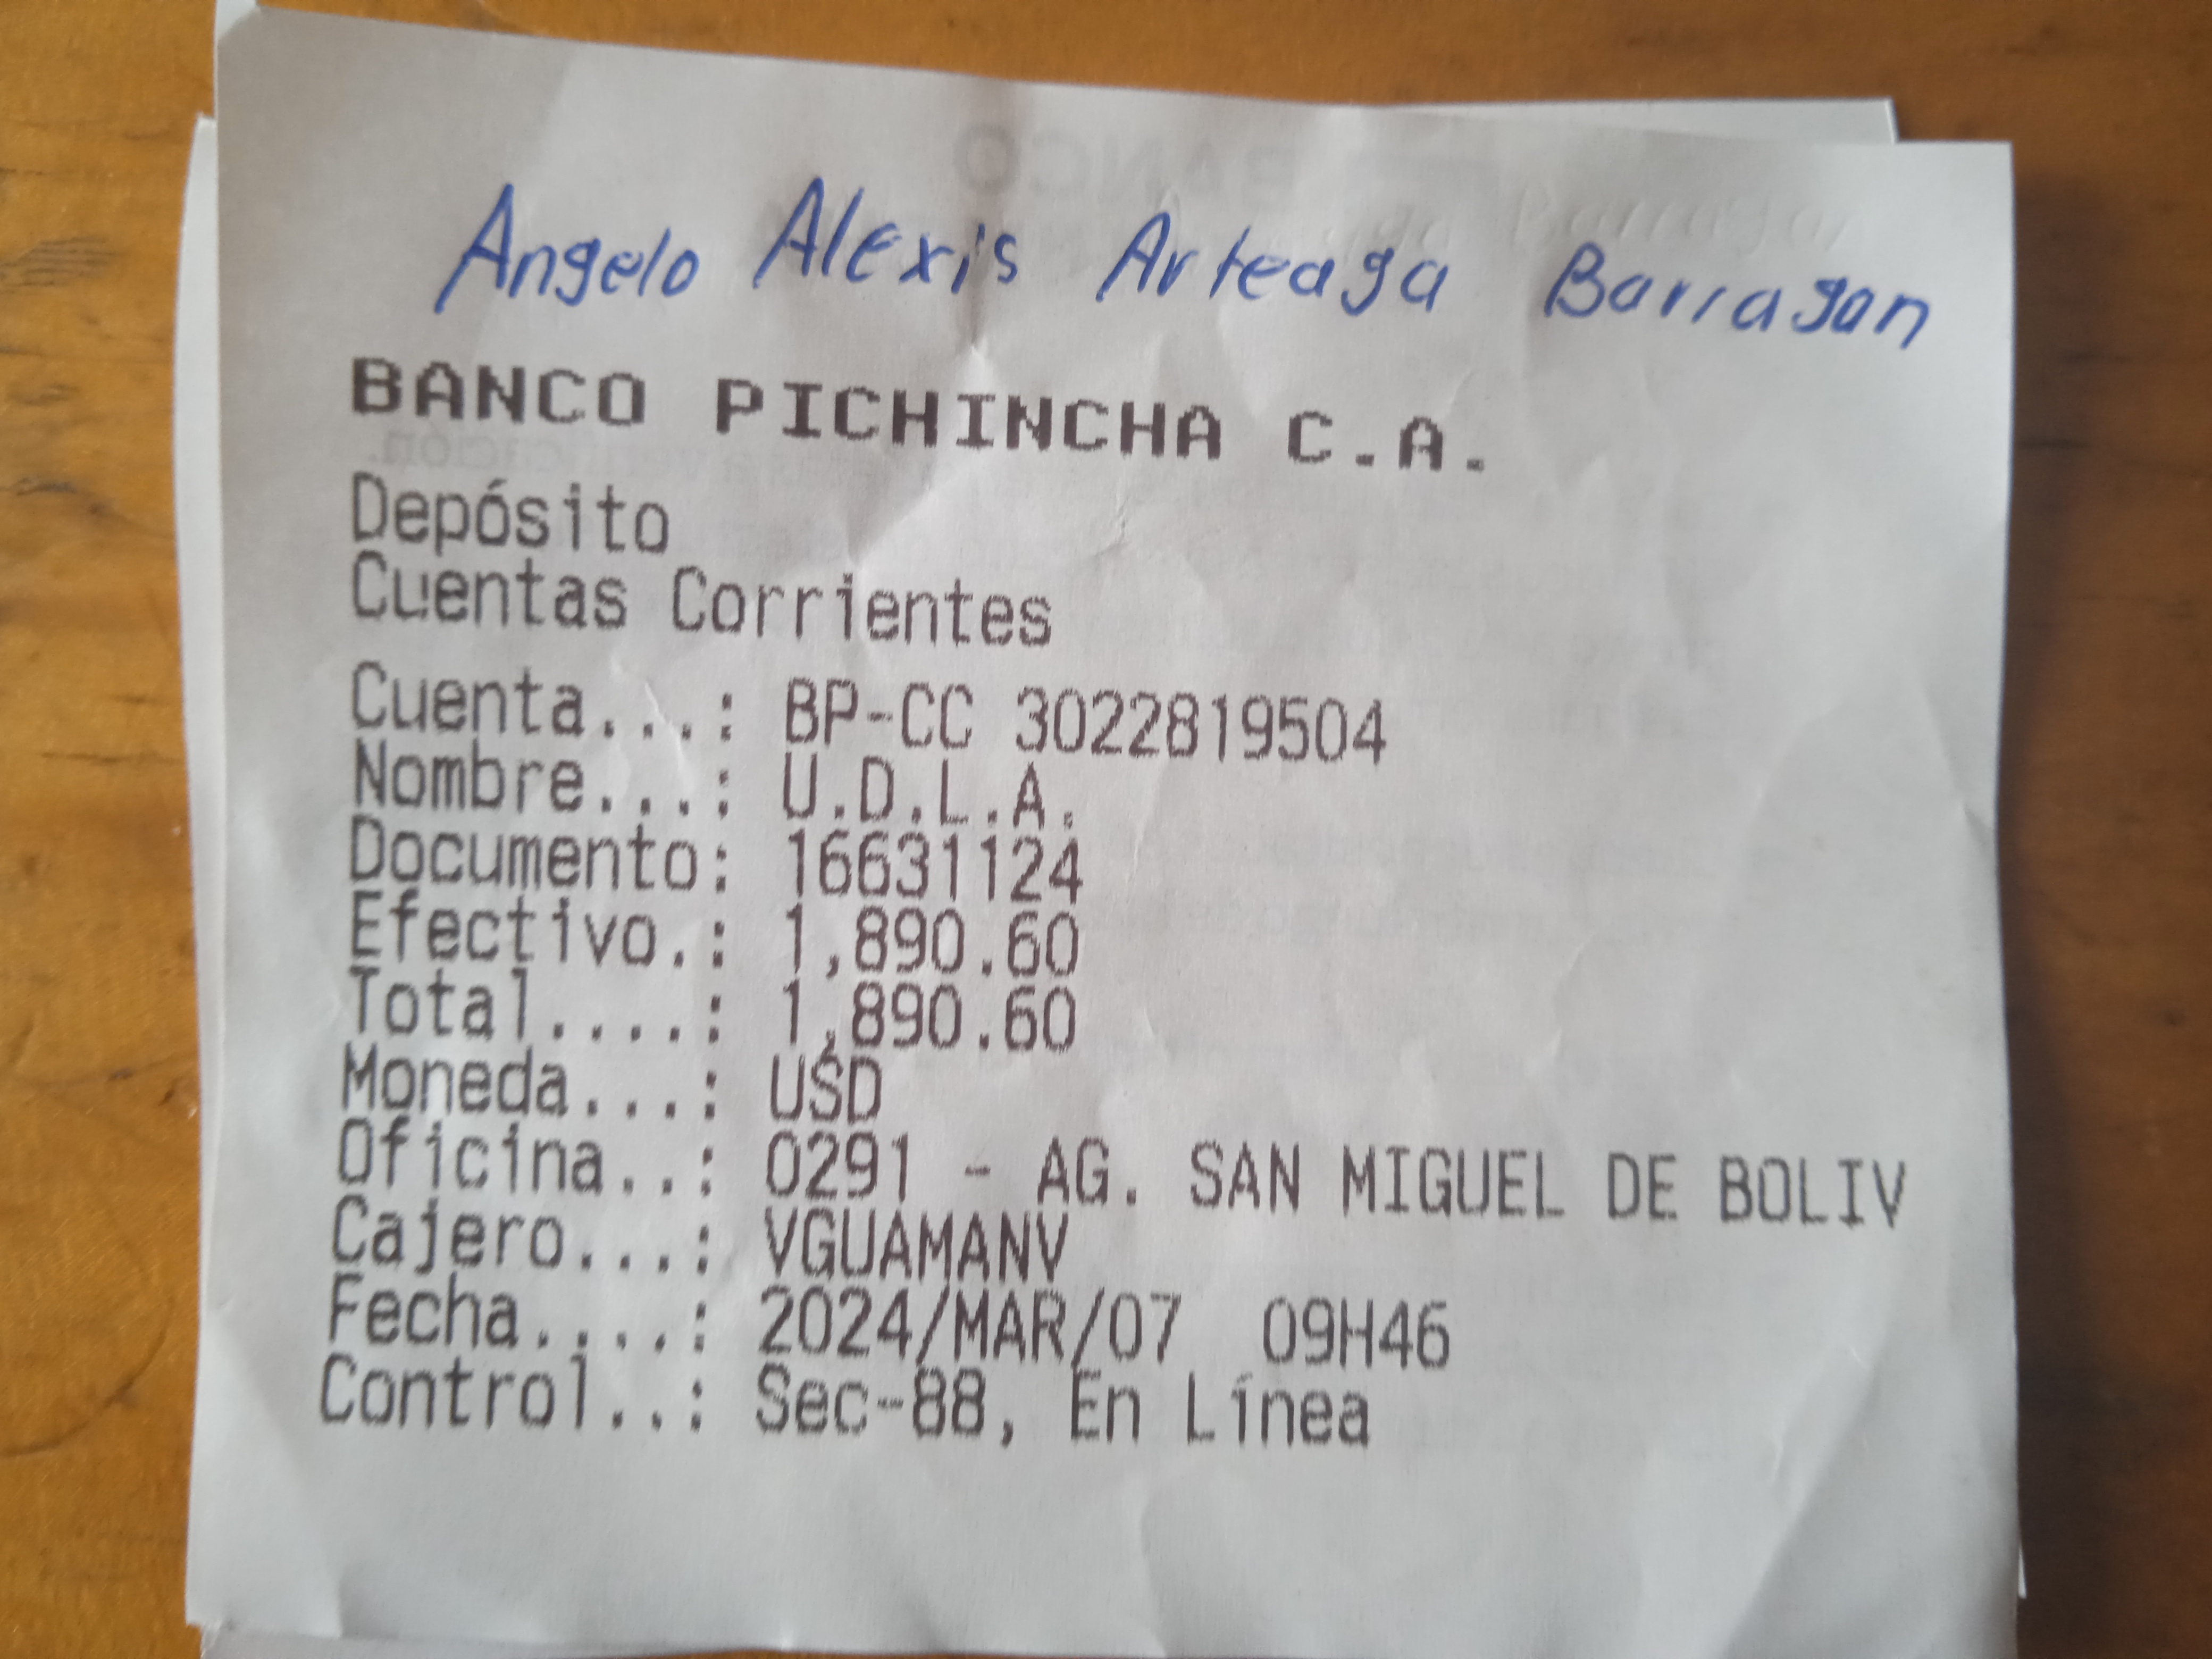 Angelo Alexis Arteaga Barragan
BANCO PICHINCHA C.A.
Depósito
Cuentas Corrientes
Cuenta...: BP-CC 3022819504
Nombre...: U.D.L.A.
Documento: 16631124
Efectivo.: 1,890.60
Total....: 1,890.60
Moneda...: USD
Oficina..: 0291 - AG. SAN MIGUEL DE BOLIV
Cajero...: VGUAMANV
Fecha....: 2024/MAR/07 09H46
Control..: Sec-88, En Línea